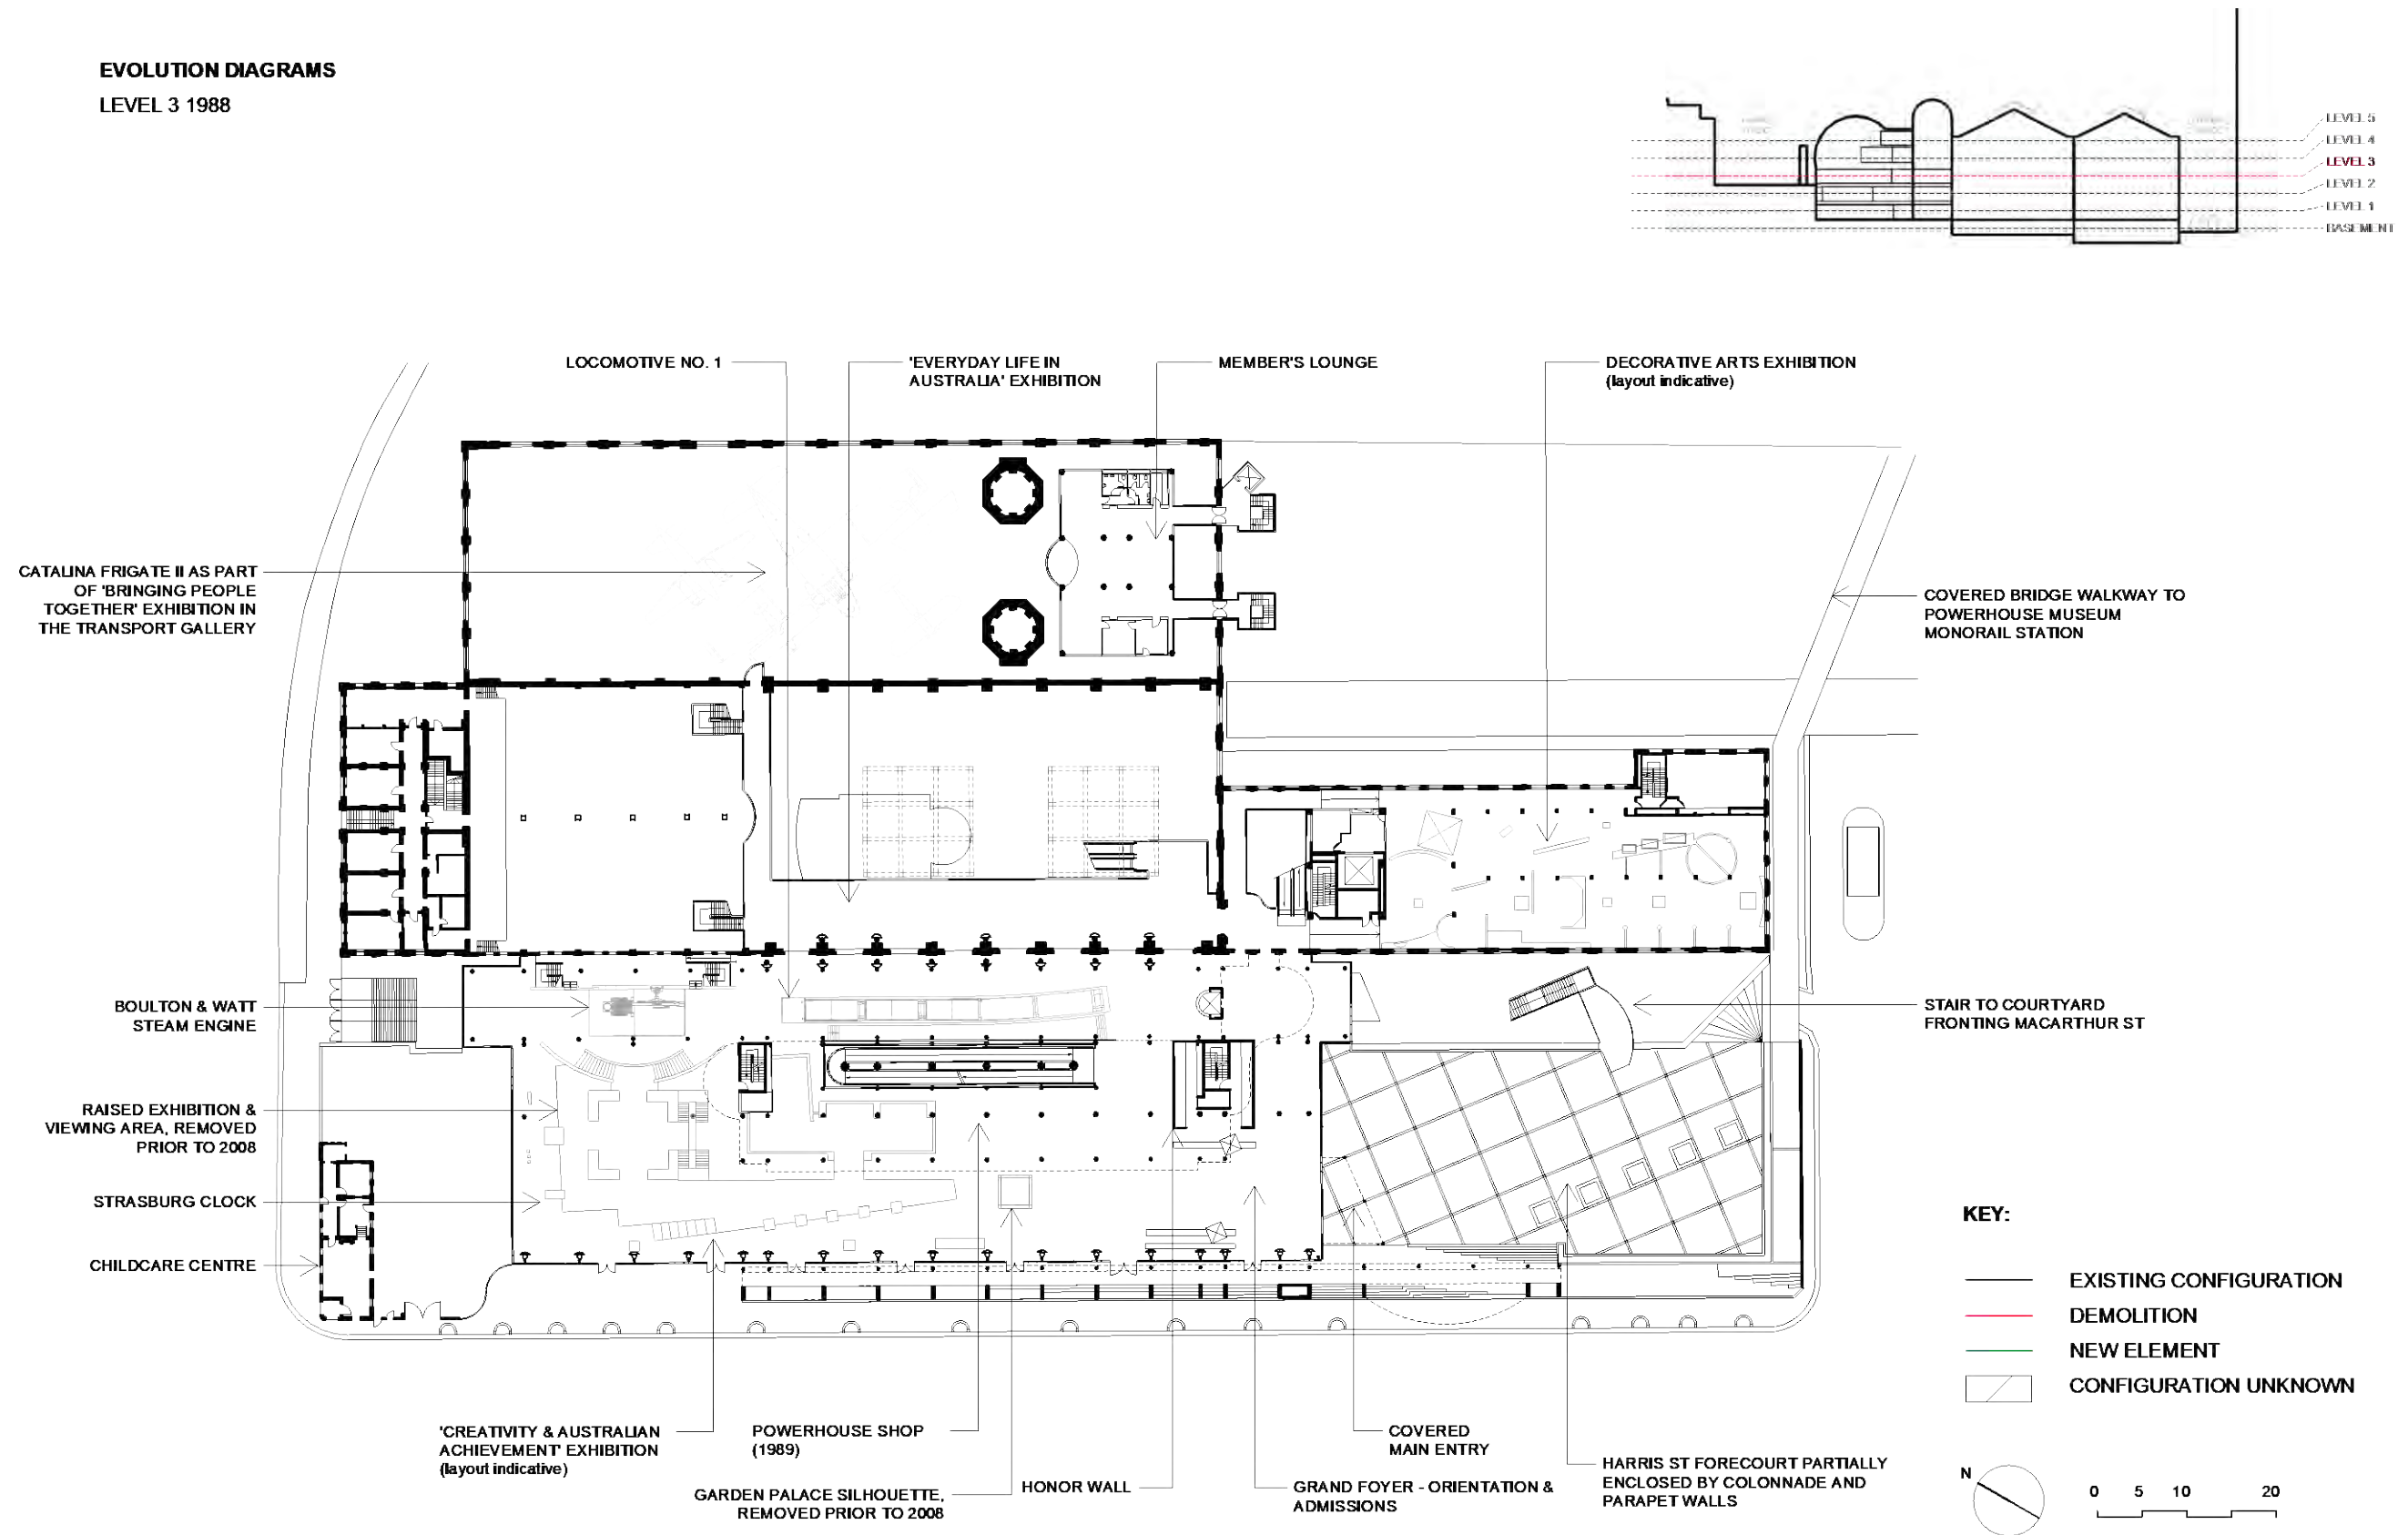 EVOLUTION DIAGRAMS
LEVEL 3 1988
LEVEL 5
LEVEL 4
LEVEL 3
LEVEL 2
LEVEL 1
BASEMENT
LOCOMOTIVE NO. 1
'EVERYDAY LIFE IN
AUSTRALIA' EXHIBITION
MEMBER'S LOUNGE
DECORATIVE ARTS EXHIBITION
(layout indicative)
CATALINA FRIGATE II AS PART
OF 'BRINGING PEOPLE
TOGETHER' EXHIBITION IN
THE TRANSPORT GALLERY
COVERED BRIDGE WALKWAY TO
POWERHOUSE MUSEUM
MONORAIL STATION
BOULTON & WATT
STEAM ENGINE
STAIR TO COURTYARD
FRONTING MACARTHUR ST
RAISED EXHIBITION &
VIEWING AREA, REMOVED
PRIOR TO 2008
STRASBURG CLOCK
CHILDCARE CENTRE
KEY:
EXISTING CONFIGURATION
DEMOLITION
NEW ELEMENT
CONFIGURATION UNKNOWN
'CREATIVITY & AUSTRALIAN
ACHIEVEMENT' EXHIBITION
(layout indicative)
POWERHOUSE SHOP
(1989)
GARDEN PALACE SILHOUETTE,
REMOVED PRIOR TO 2008
HONOR WALL
COVERED
MAIN ENTRY
GRAND FOYER - ORIENTATION &
ADMISSIONS
HARRIS ST FORECOURT PARTIALLY
ENCLOSED BY COLONNADE AND
PARAPET WALLS
N
0 5 10 20